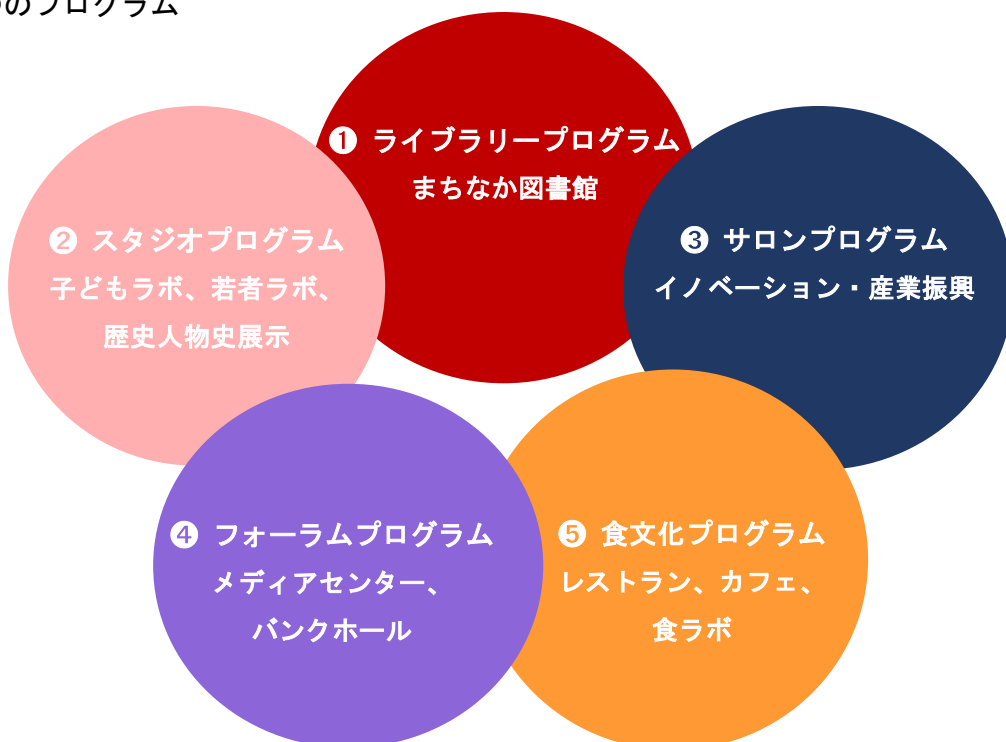 のプログラム
❶ ライブラリープログラム
まちなか図書館
❷ スタジオプログラム
子どもラボ、若者ラボ、
歴史人物史展示
❸ サロンプログラム
イノベーション・産業振興
❹ フォーラムプログラム
メディアセンター、
バンクホール
❺ 食文化プログラム
レストラン、カフェ、
食ラボ